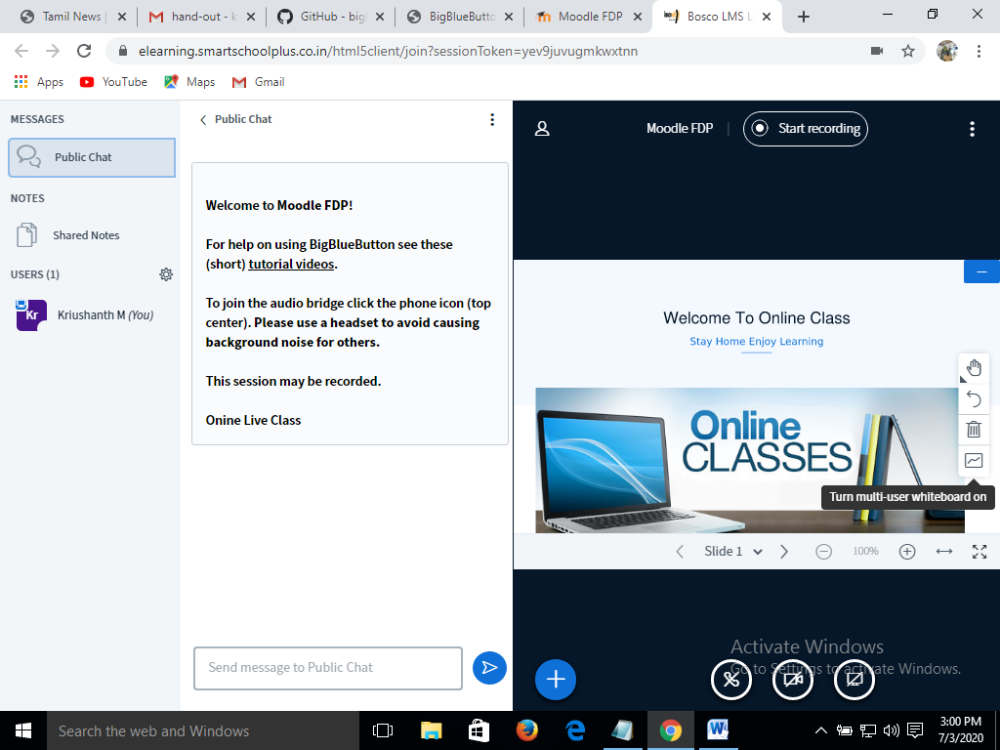 Tamil News |
hand-out - k
GitHub - big
BigBlueButto
Moodle FDP
Bosco LMS L
elearning.smartschoolplus.co.in/html5client/join?sessionToken=yev9juvugmkwxtnn
Apps
YouTube
Maps
Gmail
MESSAGES
Public Chat
NOTES
Shared Notes
USERS (1)
Kr
Kriushanth M (You)
Public Chat
Welcome to Moodle FDP!
For help on using BigBlueButton see these
(short) tutorial videos.
To join the audio bridge click the phone icon (top
center). Please use a headset to avoid causing
background noise for others.
This session may be recorded.
Onine Live Class
Send message to Public Chat
Moodle FDP
Start recording
Welcome To Online Class
Stay Home Enjoy Learning
Online
CLASSES
Turn multi-user whiteboard on
Slide 1
100%
Activate Windows
Go to Settings to activate Windows.
Search the web and Windows
3:00 PM
7/3/2020